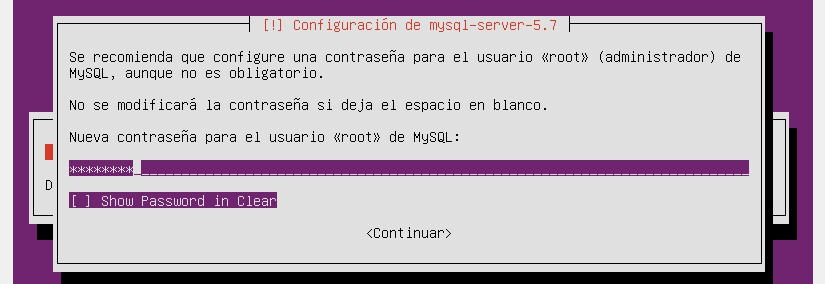 [!] Configuración de mysql-server-5.7
Se recomienda que configure una contraseña para el usuario «root» (administrador) de
MySQL, aunque no es obligatorio.
No se modificará la contraseña si deja el espacio en blanco.
Nueva contraseña para el usuario «root» de MySQL:
********
D
[ ] Show Password in Clear
<Continuar>